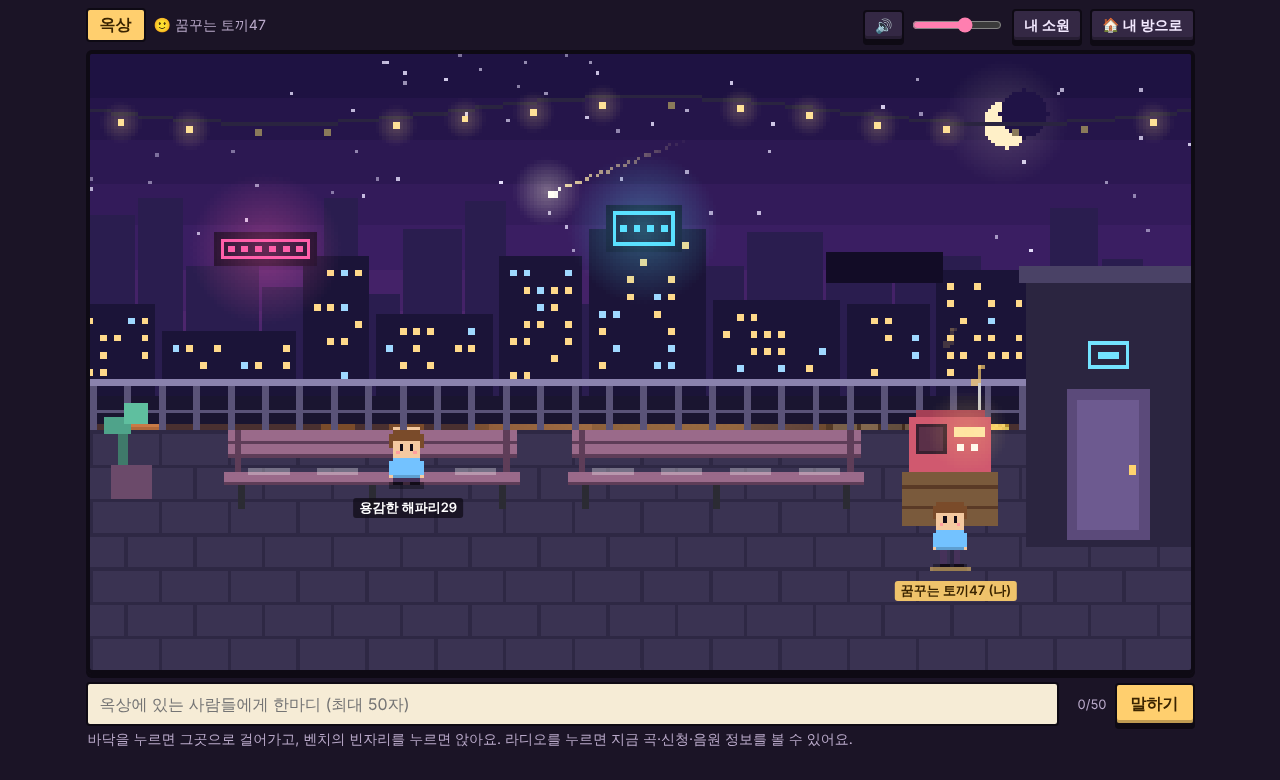 옥상
꿈꾸는 토끼47
내 소원
내 방으로
용감한 해파리29
꿈꾸는 토끼47 (나)
옥상에 있는 사람들에게 한마디 (최대 50자)
0/50
말하기
바닥을 누르면 그곳으로 걸어가고, 벤치의 빈자리를 누르면 앉아요. 라디오를 누르면 지금 곡·신청·음원 정보를 볼 수 있어요.